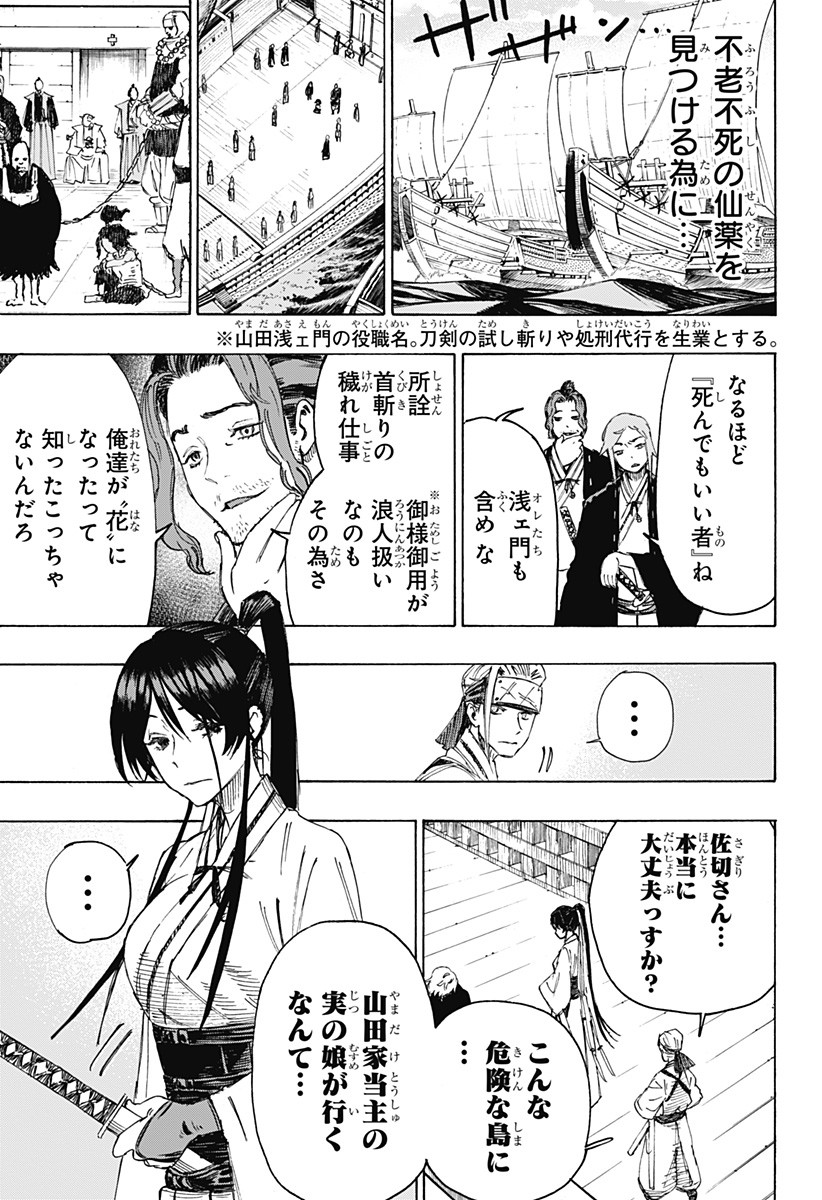 ザザン…
不老不死の仙薬を
見つける為に…
なるほど
『死んでもいい者』ね
浅ェ門も
含めな
所詮
首斬りの
穢れ仕事
※御様御用が
浪人扱い
なのも
その為さ
俺達が〝花〟に
なったって
知ったこっちゃ
ないんだろ
※山田浅ェ門の役職名。刀剣の試し斬りや処刑代行を生業とする。
…
佐切さん…
本当に
大丈夫っすか？
こんな
危険な島に
…
山田家当主の
実の娘が行く
なんて…
…